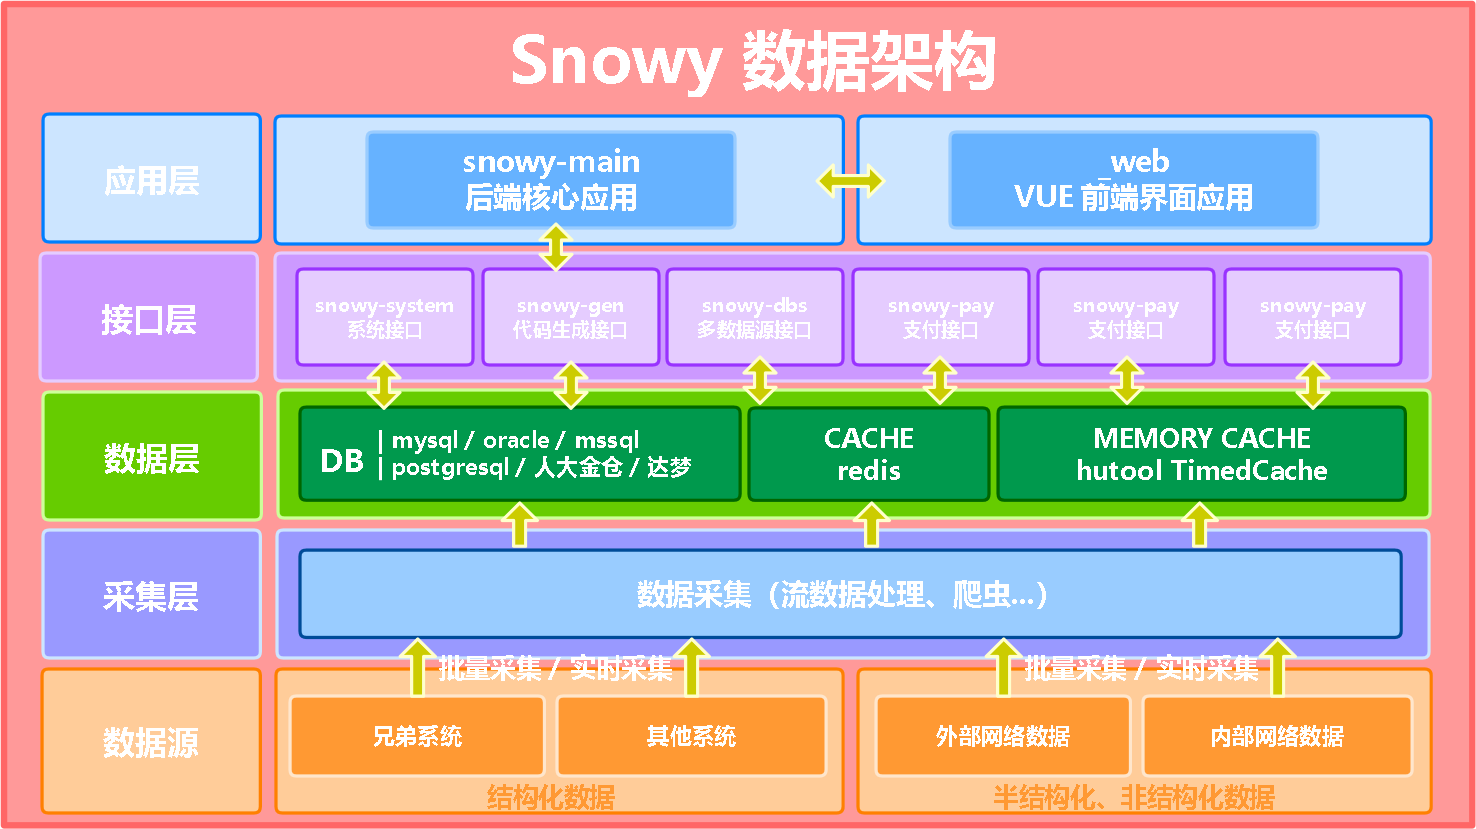 Snowy 数据架构
应用层
snowy-main
后端核心应用
_web
VUE 前端界面应用
接口层
snowy-system
系统接口
snowy-gen
代码生成接口
snowy-dbs
多数据源接口
snowy-pay
支付接口
snowy-pay
支付接口
snowy-pay
支付接口
数据层
DB
| mysql / oracle / mssql
| postgresql / 人大金仓 / 达梦
CACHE
redis
MEMORY CACHE
hutool TimedCache
采集层
数据采集（流数据处理、爬虫...）
批量采集 / 实时采集
批量采集 / 实时采集
数据源
兄弟系统
其他系统
外部网络数据
内部网络数据
结构化数据
半结构化、非结构化数据